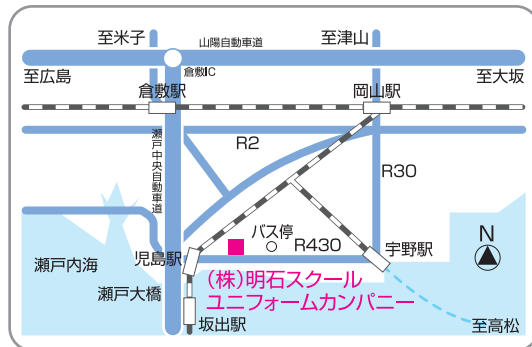 至米子
山陽自動車道
至津山
至広島
倉敷IC
至大坂
倉敷駅
岡山駅
瀬戸中央自動車道
R2
R30
バス停
N
児島駅
R430
宇野駅
瀬戸内海
(株)明石スクール
ユニフォームカンパニー
瀬戸大橋
坂出駅
至高松